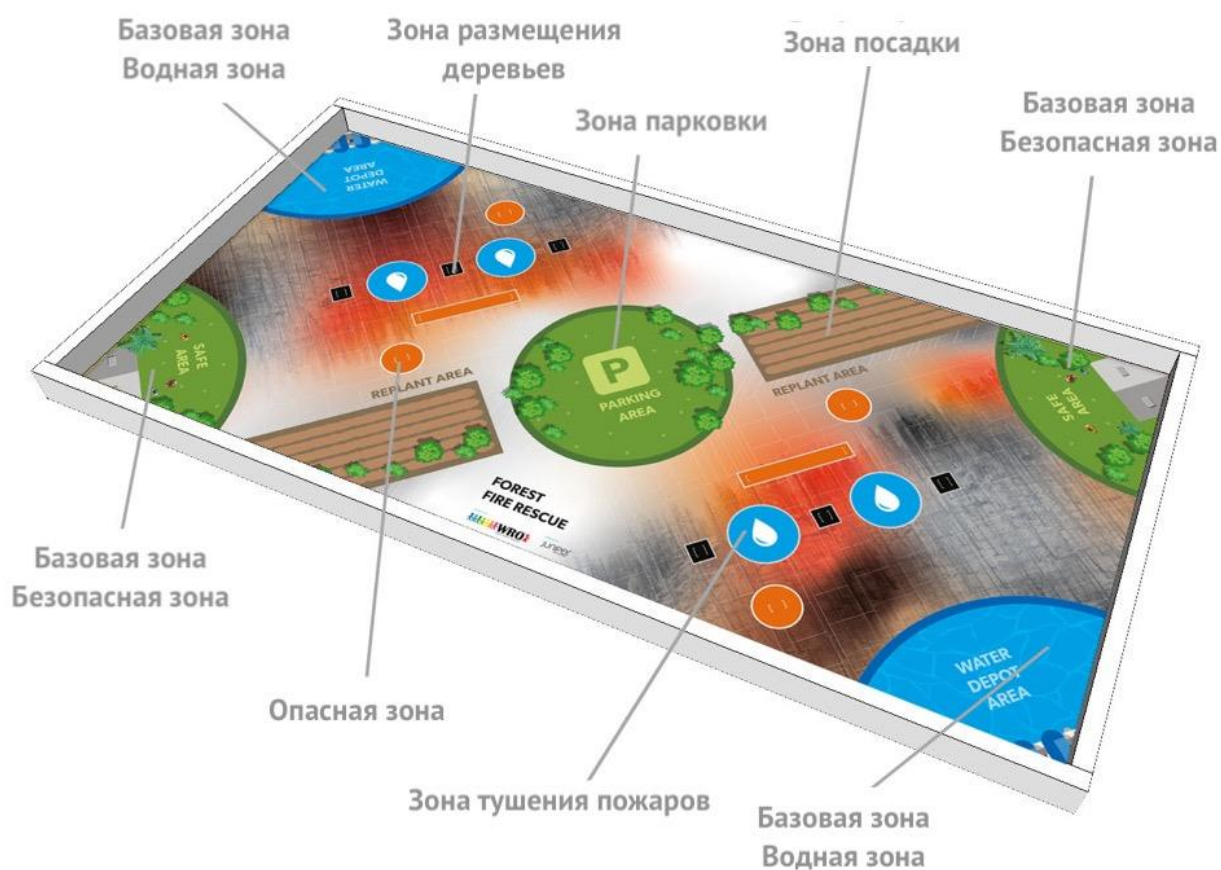 Базовая зона
Водная зона
Зона размещения
деревьев
Зона посадки
Зона парковки
Базовая зона
Безопасная зона
WATER
DEPOT
AREA
SAFE
AREA
REPLANT AREA
P
PARKING
AREA
REPLANT AREA
SAFE
AREA
FOREST
FIRE RESCUE
WRO
Juniper
WATER
DEPOT
AREA
Базовая зона
Безопасная зона
Опасная зона
Зона тушения пожаров
Базовая зона
Водная зона